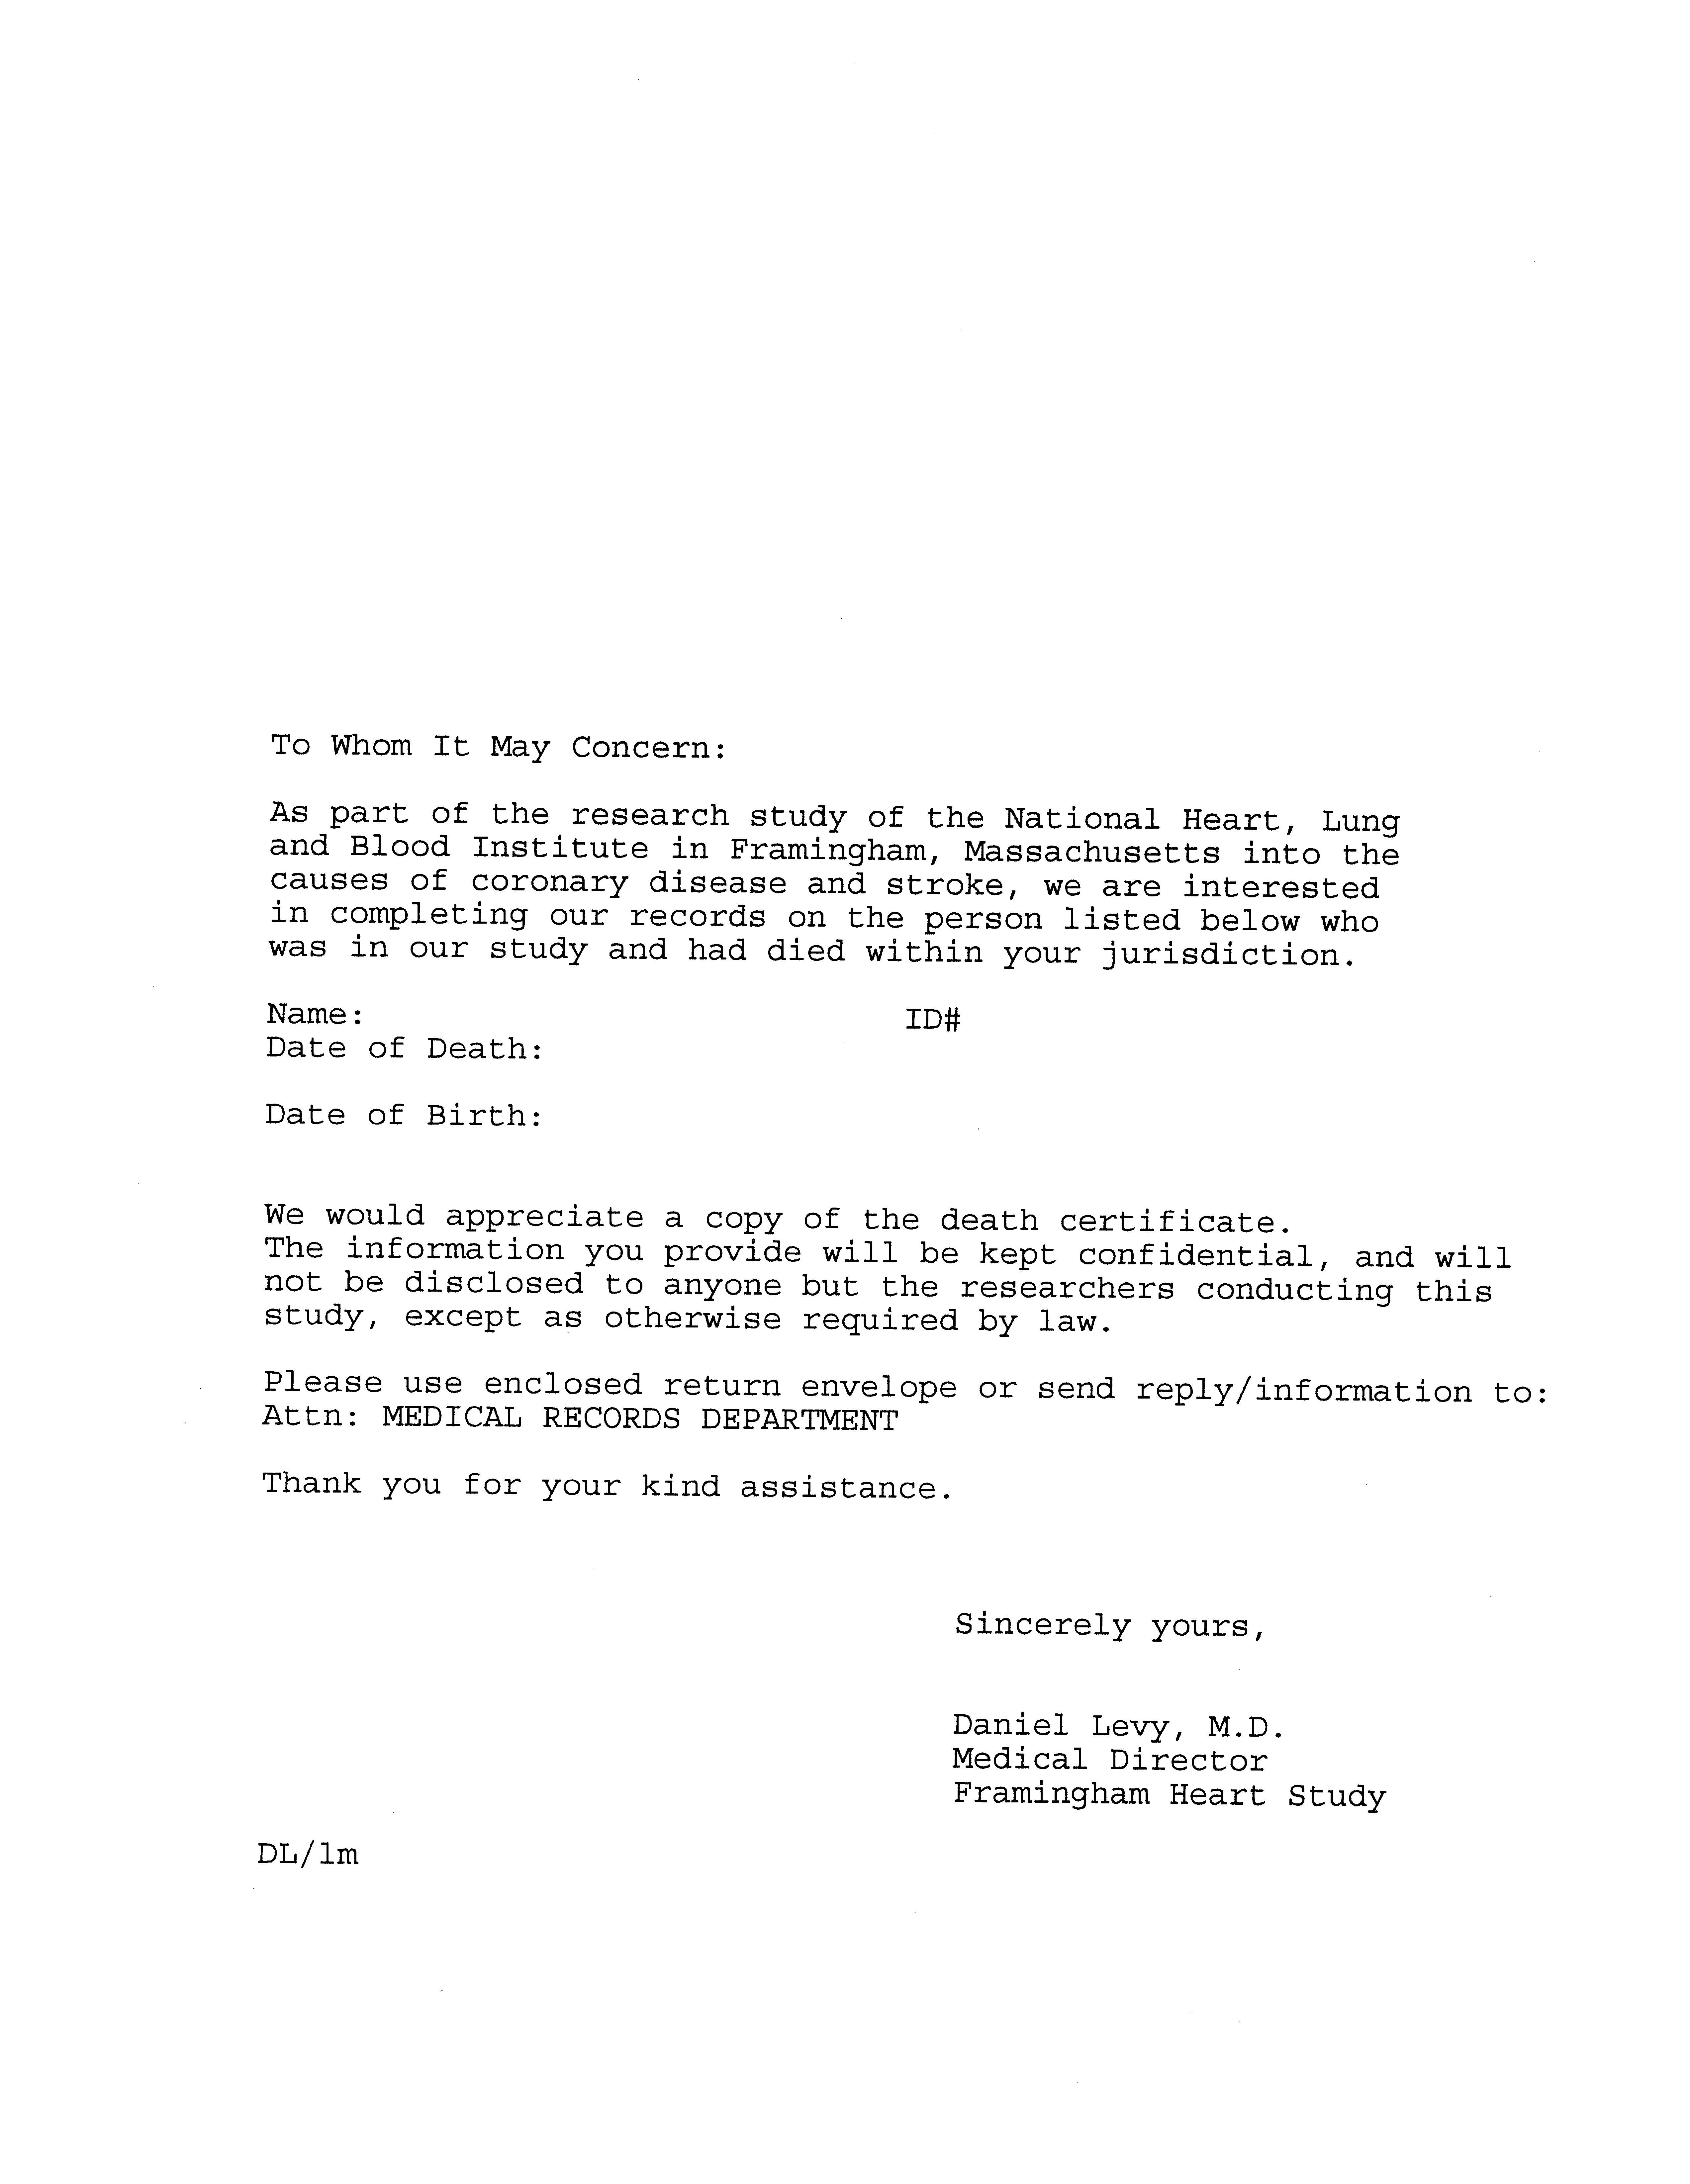 To Whom It May Concern:
As part of the research study of the National Heart, Lung
and Blood Institute in Framingham, Massachusetts into the
causes of coronary disease and stroke, we are interested
in completing our records on the person listed below who
was in our study and had died within your jurisdiction.
Name: ID#
Date of Death:
Date of Birth:
We would appreciate a copy of the death certificate.
The information you provide will be kept confidential, and will
not be disclosed to anyone but the researchers conducting this
study, except as otherwise required by law.
Please use enclosed return envelope or send reply/information to:
Attn: MEDICAL RECORDS DEPARTMENT
Thank you for your kind assistance.
Sincerely yours,
Daniel Levy, M.D.
Medical Director
Framingham Heart Study
DL/lm